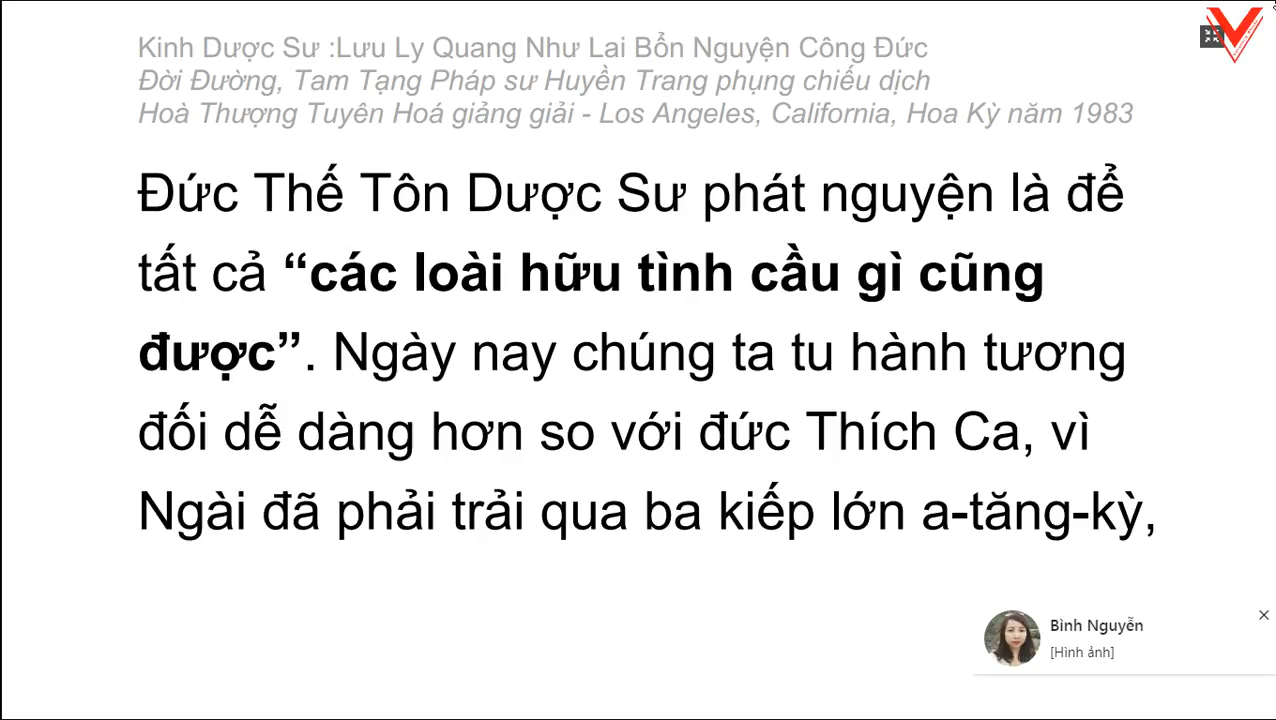 Kinh Dược Sư :Lưu Ly Quang Như Lai Bổn Nguyện Công Đức
Đời Đường, Tam Tạng Pháp sư Huyền Trang phụng chiếu dịch
Hoà Thượng Tuyên Hoá giảng giải - Los Angeles, California, Hoa Kỳ năm 1983
Đức Thế Tôn Dược Sư phát nguyện là để
tất cả “các loài hữu tình cầu gì cũng
được”. Ngày nay chúng ta tu hành tương
đối dễ dàng hơn so với đức Thích Ca, vì
Ngài đã phải trải qua ba kiếp lớn a-tăng-kỳ,
Bình Nguyễn
[Hình ảnh]